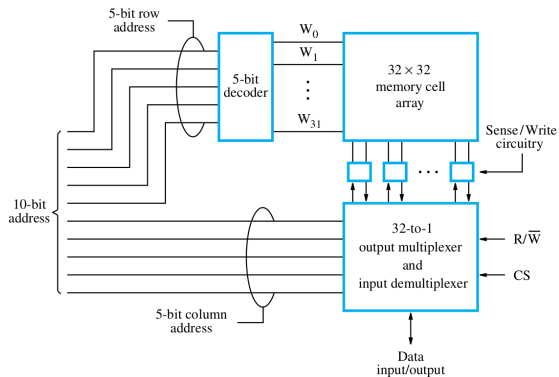 5-bit row
address
W0
W1
5-bit
decoder
W31
32 × 32
memory cell
array
Sense/Write
circuitry
10-bit
address
32-to-1
output multiplexer
and
input demultiplexer
R/W̅
CS
5-bit column
address
Data
input/output